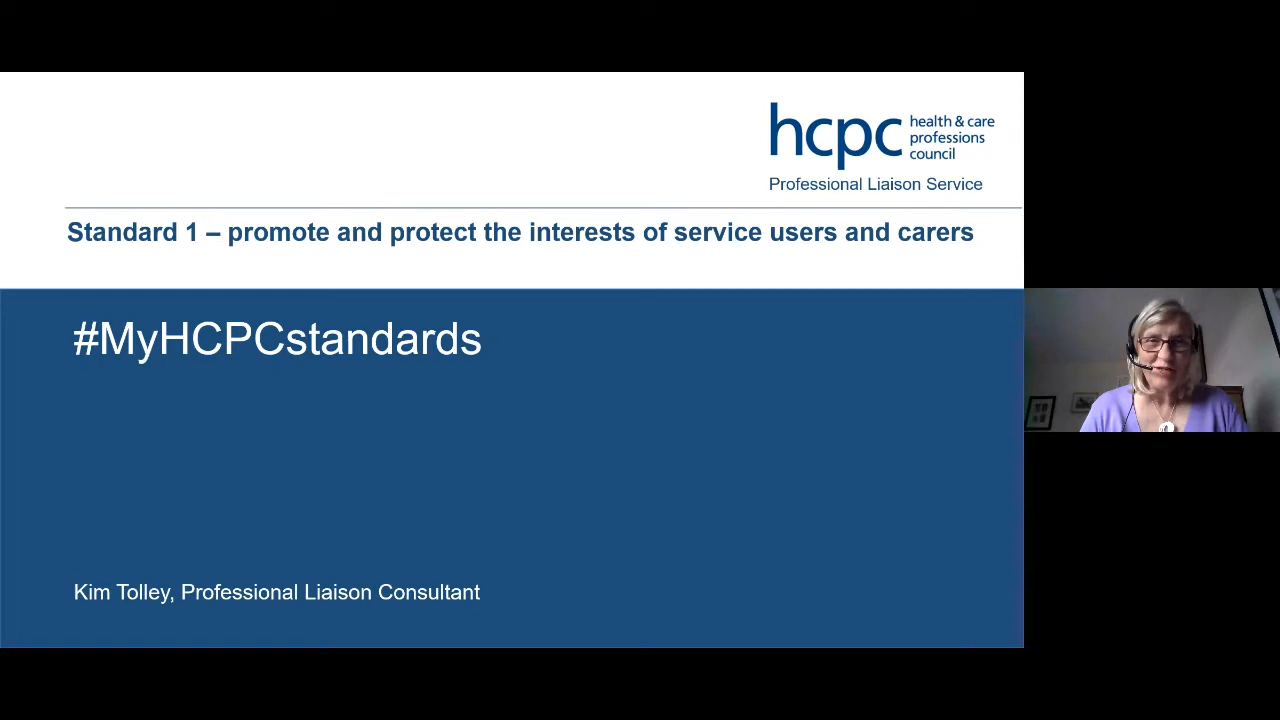 hcpc
health & care
professions
council
Professional Liaison Service
Standard 1 – promote and protect the interests of service users and carers
#MyHCPCstandards
Kim Tolley, Professional Liaison Consultant